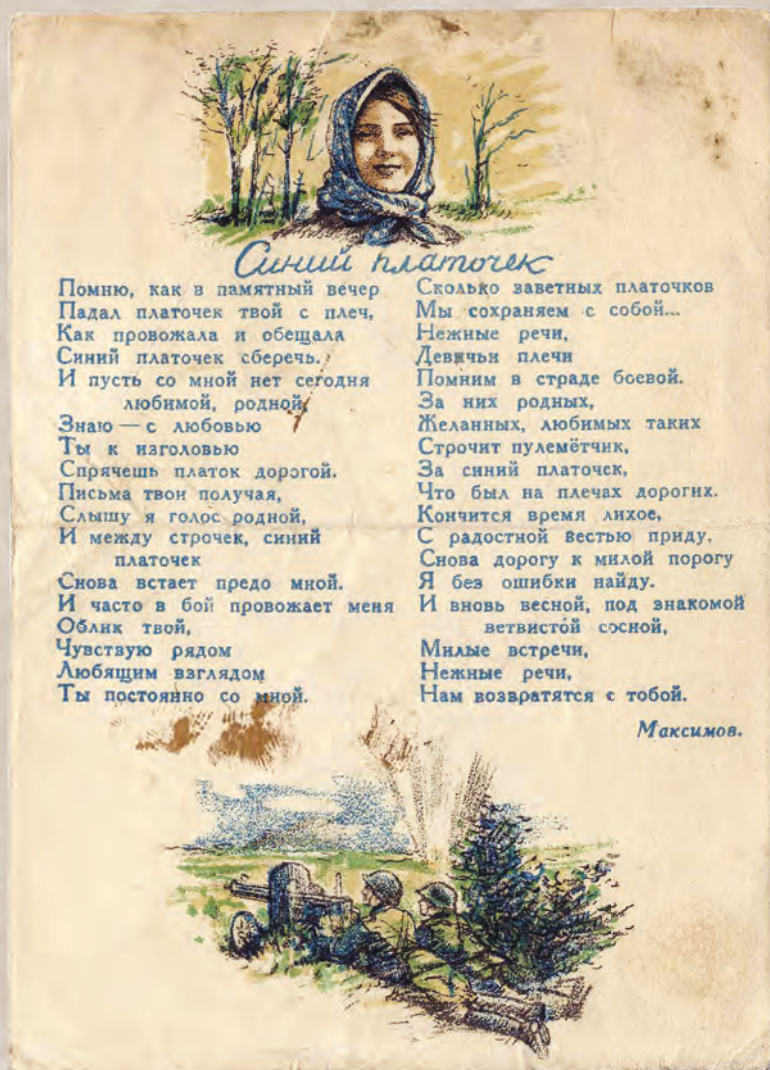 Синий платочек
Помню, как в памятный вечер
Падал платочек твой с плеч,
Как провожала и обещала
Синий платочек сберечь.
И пусть со мной нет сегодня
любимой, родной,
Знаю — с любовью
Ты к изголовью
Спрячешь платок дорогой.
Письма твои получая,
Слышу я голос родной,
И между строчек, синий
платочек
Снова встает предо мной.
И часто в бой провожает меня
Облик твой,
Чувствую рядом
Любящим взглядом
Ты постоянно со мной.
Сколько заветных платочков
Мы сохраняем с собой...
Нежные речи,
Девичьи плечи
Помним в страде боевой.
За них родных,
Желанных, любимых таких
Строчит пулемётчик,
За синий платочек,
Что был на плечах дорогих.
Кончится время лихое,
С радостной вестью приду,
Снова дорогу к милой порогу
Я без ошибки найду.
И вновь весной, под знакомой
ветвистой сосной,
Милые встречи,
Нежные речи,
Нам возвратятся с тобой.
Максимов.